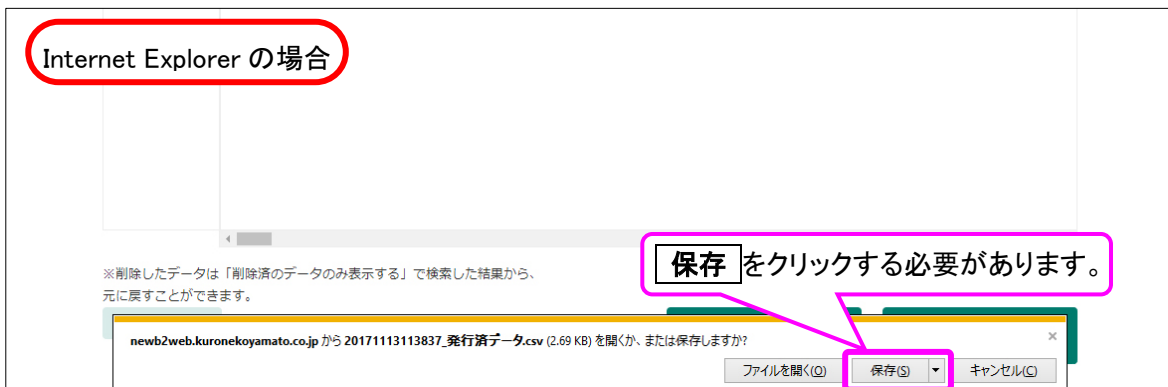 Internet Explorer の場合
保存 をクリックする必要があります。
※削除したデータは「削除済のデータのみ表示する」で検索した結果から、
元に戻すことができます。
newb2web.kuronekoyamato.co.jp から 20171113113837_発行済データ.csv (2.69 KB) を開くか、または保存しますか?
×
ファイルを開く(O) 保存(S) ▼ キャンセル(C)